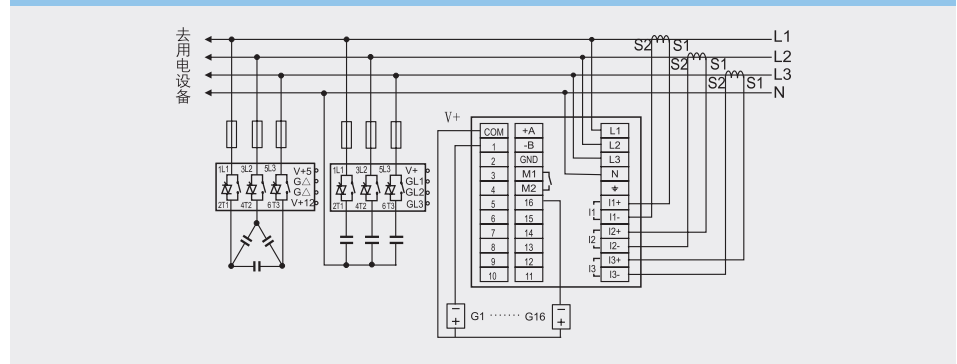 去用电设备
L1
L2
L3
N
S2 S1
S2 S1
S2 S1
V+
1L1 3L2 5L3
2T1 4T2 6T3
V+5
G△
G△
V+12
1L1 3L2 5L3
2T1 4T2 6T3
V+
GL1
GL2
GL3
COM +A L1
1 -B L2
2 GND L3
3 M1 N
4 M2
5 16 I1+
6 15 I1-
7 14 I2+
8 13 I2-
9 12 I3+
10 11 I3-
I1
I2
I3
G1 ······· G16
− +
− +